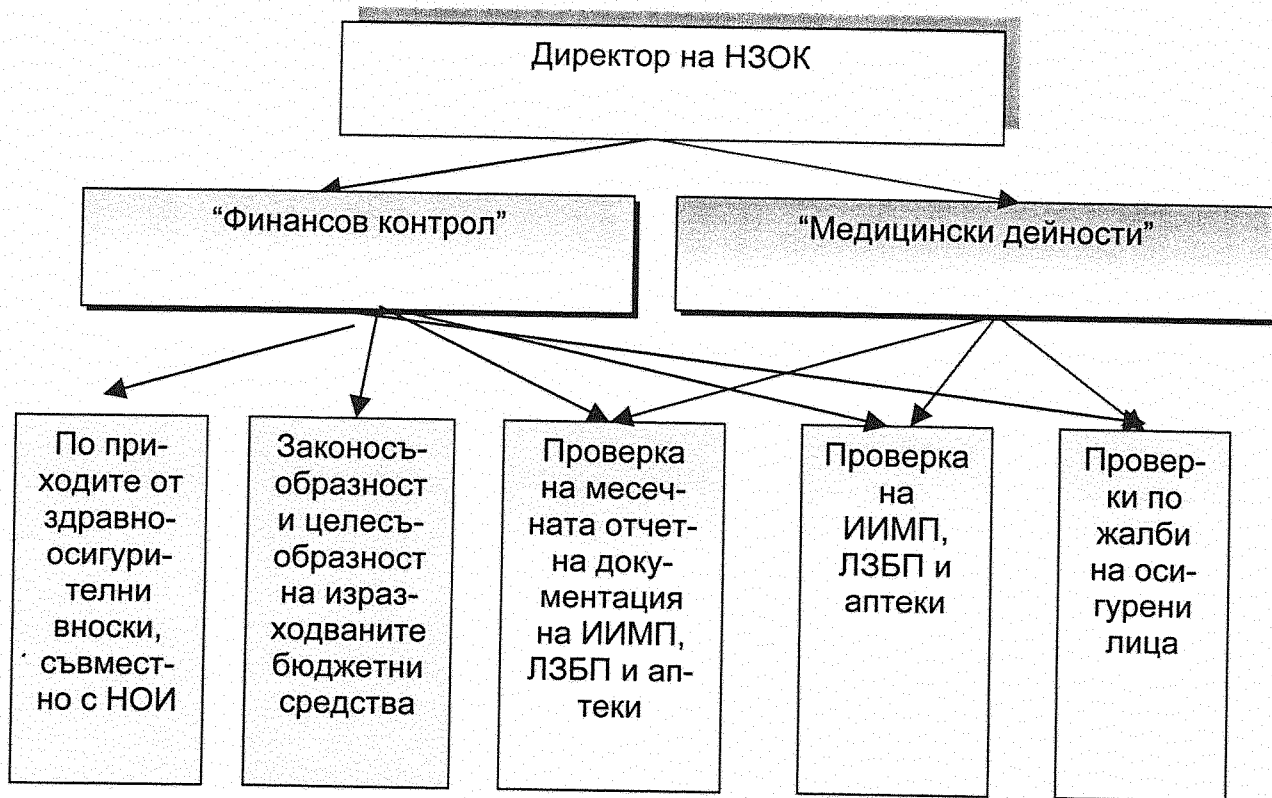 Директор на НЗОК
“Финансов контрол”
“Медицински дейности”
По при-
ходите от
здравно-
осигури-
телни
вноски,
съвмест-
но с НОИ
Законосъ-
образност
и целесъ-
образност
на израз-
ходваните
бюджетни
средства
Проверка
на месеч-
ната отчет-
на доку-
ментация
на ИИМП,
ЛЗБП и ап-
теки
Проверка
на
ИИМП,
ЛЗБП и
аптеки
Провер-
ки по
жалби
на оси-
гурени
лица